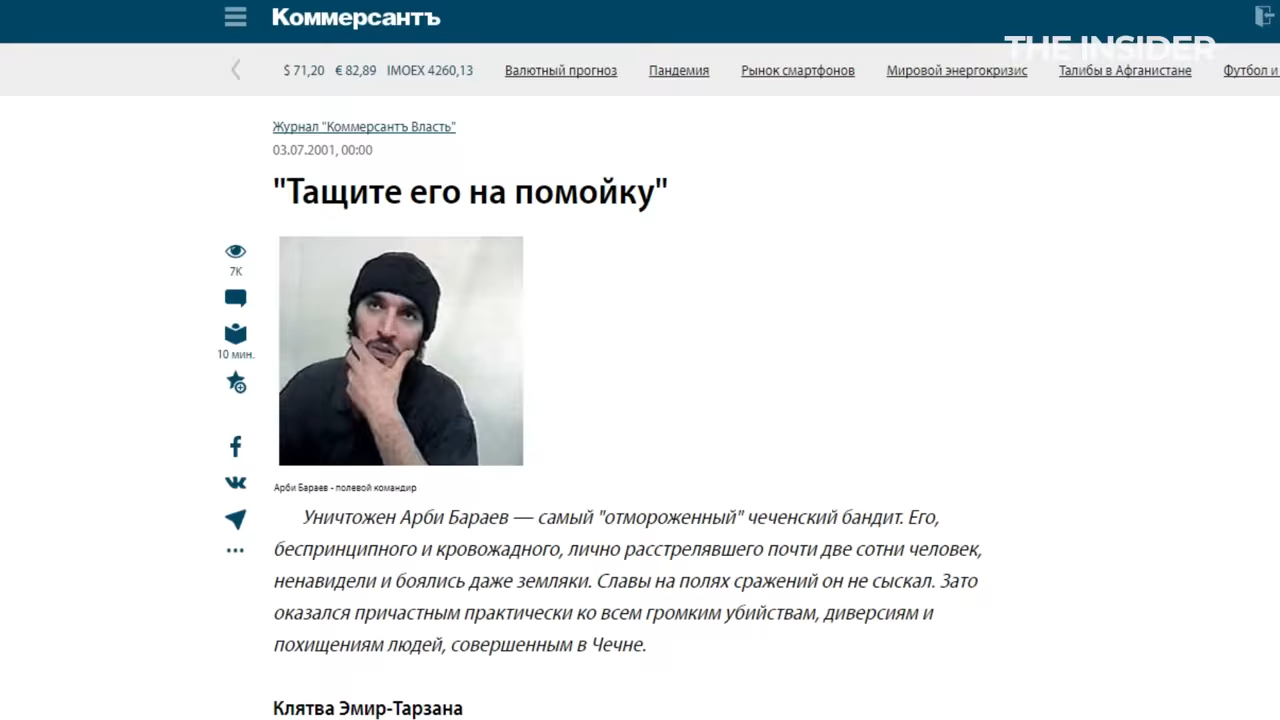 Коммерсантъ
THE INSIDER
$ 71,20 € 82,89 IMOEX 4260,13 Валютный прогноз Пандемия Рынок смартфонов Мировой энергокризис Талибы в Афганистане Футбол и
Журнал "Коммерсантъ Власть"
03.07.2001, 00:00
"Тащите его на помойку"
7K
10 мин.
Арби Бараев - полевой командир
Уничтожен Арби Бараев — самый "отмороженный" чеченский бандит. Его,
беспринципного и кровожадного, лично расстрелявшего почти две сотни человек,
ненавидели и боялись даже земляки. Славы на полях сражений он не сыскал. Зато
оказался причастным практически ко всем громким убийствам, диверсиям и
похищениям людей, совершенным в Чечне.
Клятва Эмир-Тарзана